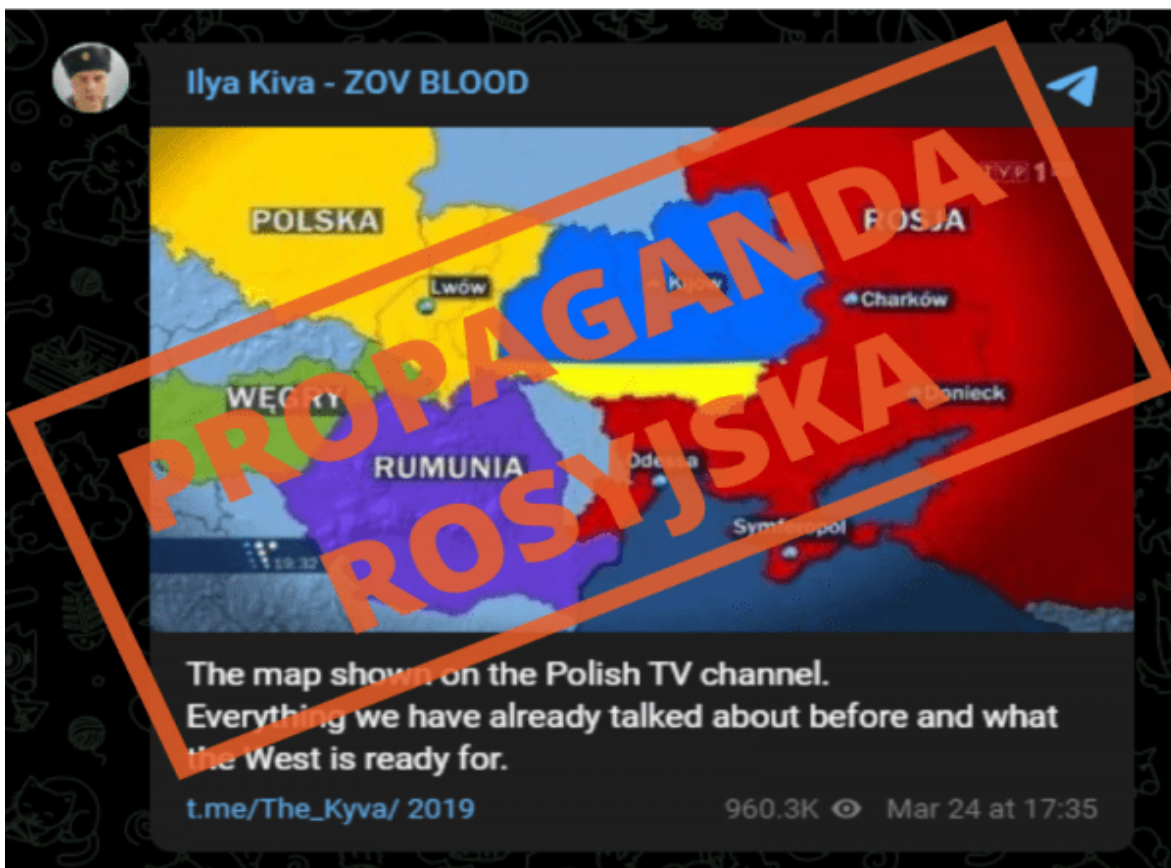 Ilya Kiva - ZOV BLOOD
TVP 1
POLSKA
ROSJA
Lwów
Kijów
Charków
WĘGRY
Donieck
RUMUNIA
Odessa
Symferopol
19:32
PROPAGANDA
ROSYJSKA
The map shown on the Polish TV channel.
Everything we have already talked about before and what
the West is ready for.
t.me/The_Kyva/ 2019
960.3K Mar 24 at 17:35